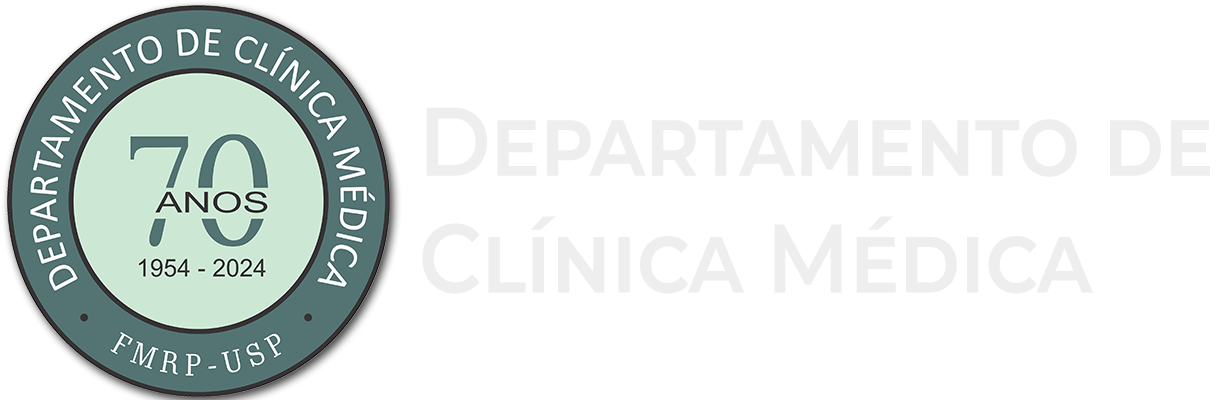 DEPARTAMENTO DE CLÍNICA MÉDICA
70
ANOS
1954 - 2024
FMRP-USP
DEPARTAMENTO DE
CLÍNICA MÉDICA